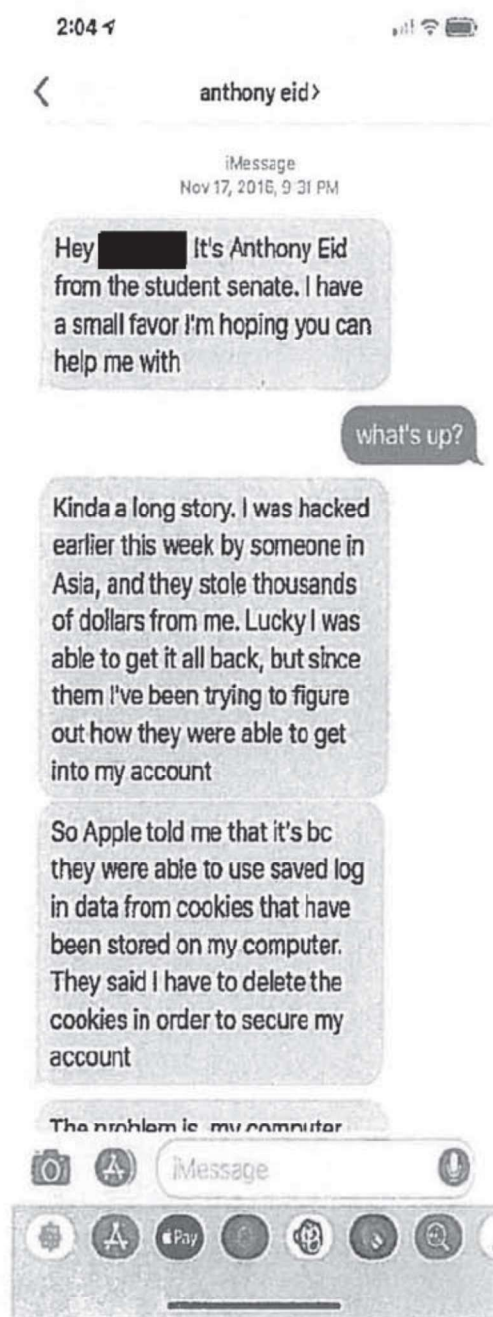 2:04
anthony eid>
iMessage
Nov 17, 2016, 9:31 PM
Hey It's Anthony Eid
from the student senate. I have
a small favor I'm hoping you can
help me with
what's up?
Kinda a long story. I was hacked
earlier this week by someone in
Asia, and they stole thousands
of dollars from me. Lucky I was
able to get it all back, but since
them I've been trying to figure
out how they were able to get
into my account
So Apple told me that it's bc
they were able to use saved log
in data from cookies that have
been stored on my computer.
They said I have to delete the
cookies in order to secure my
account
The problem is, my computer
iMessage
Pay